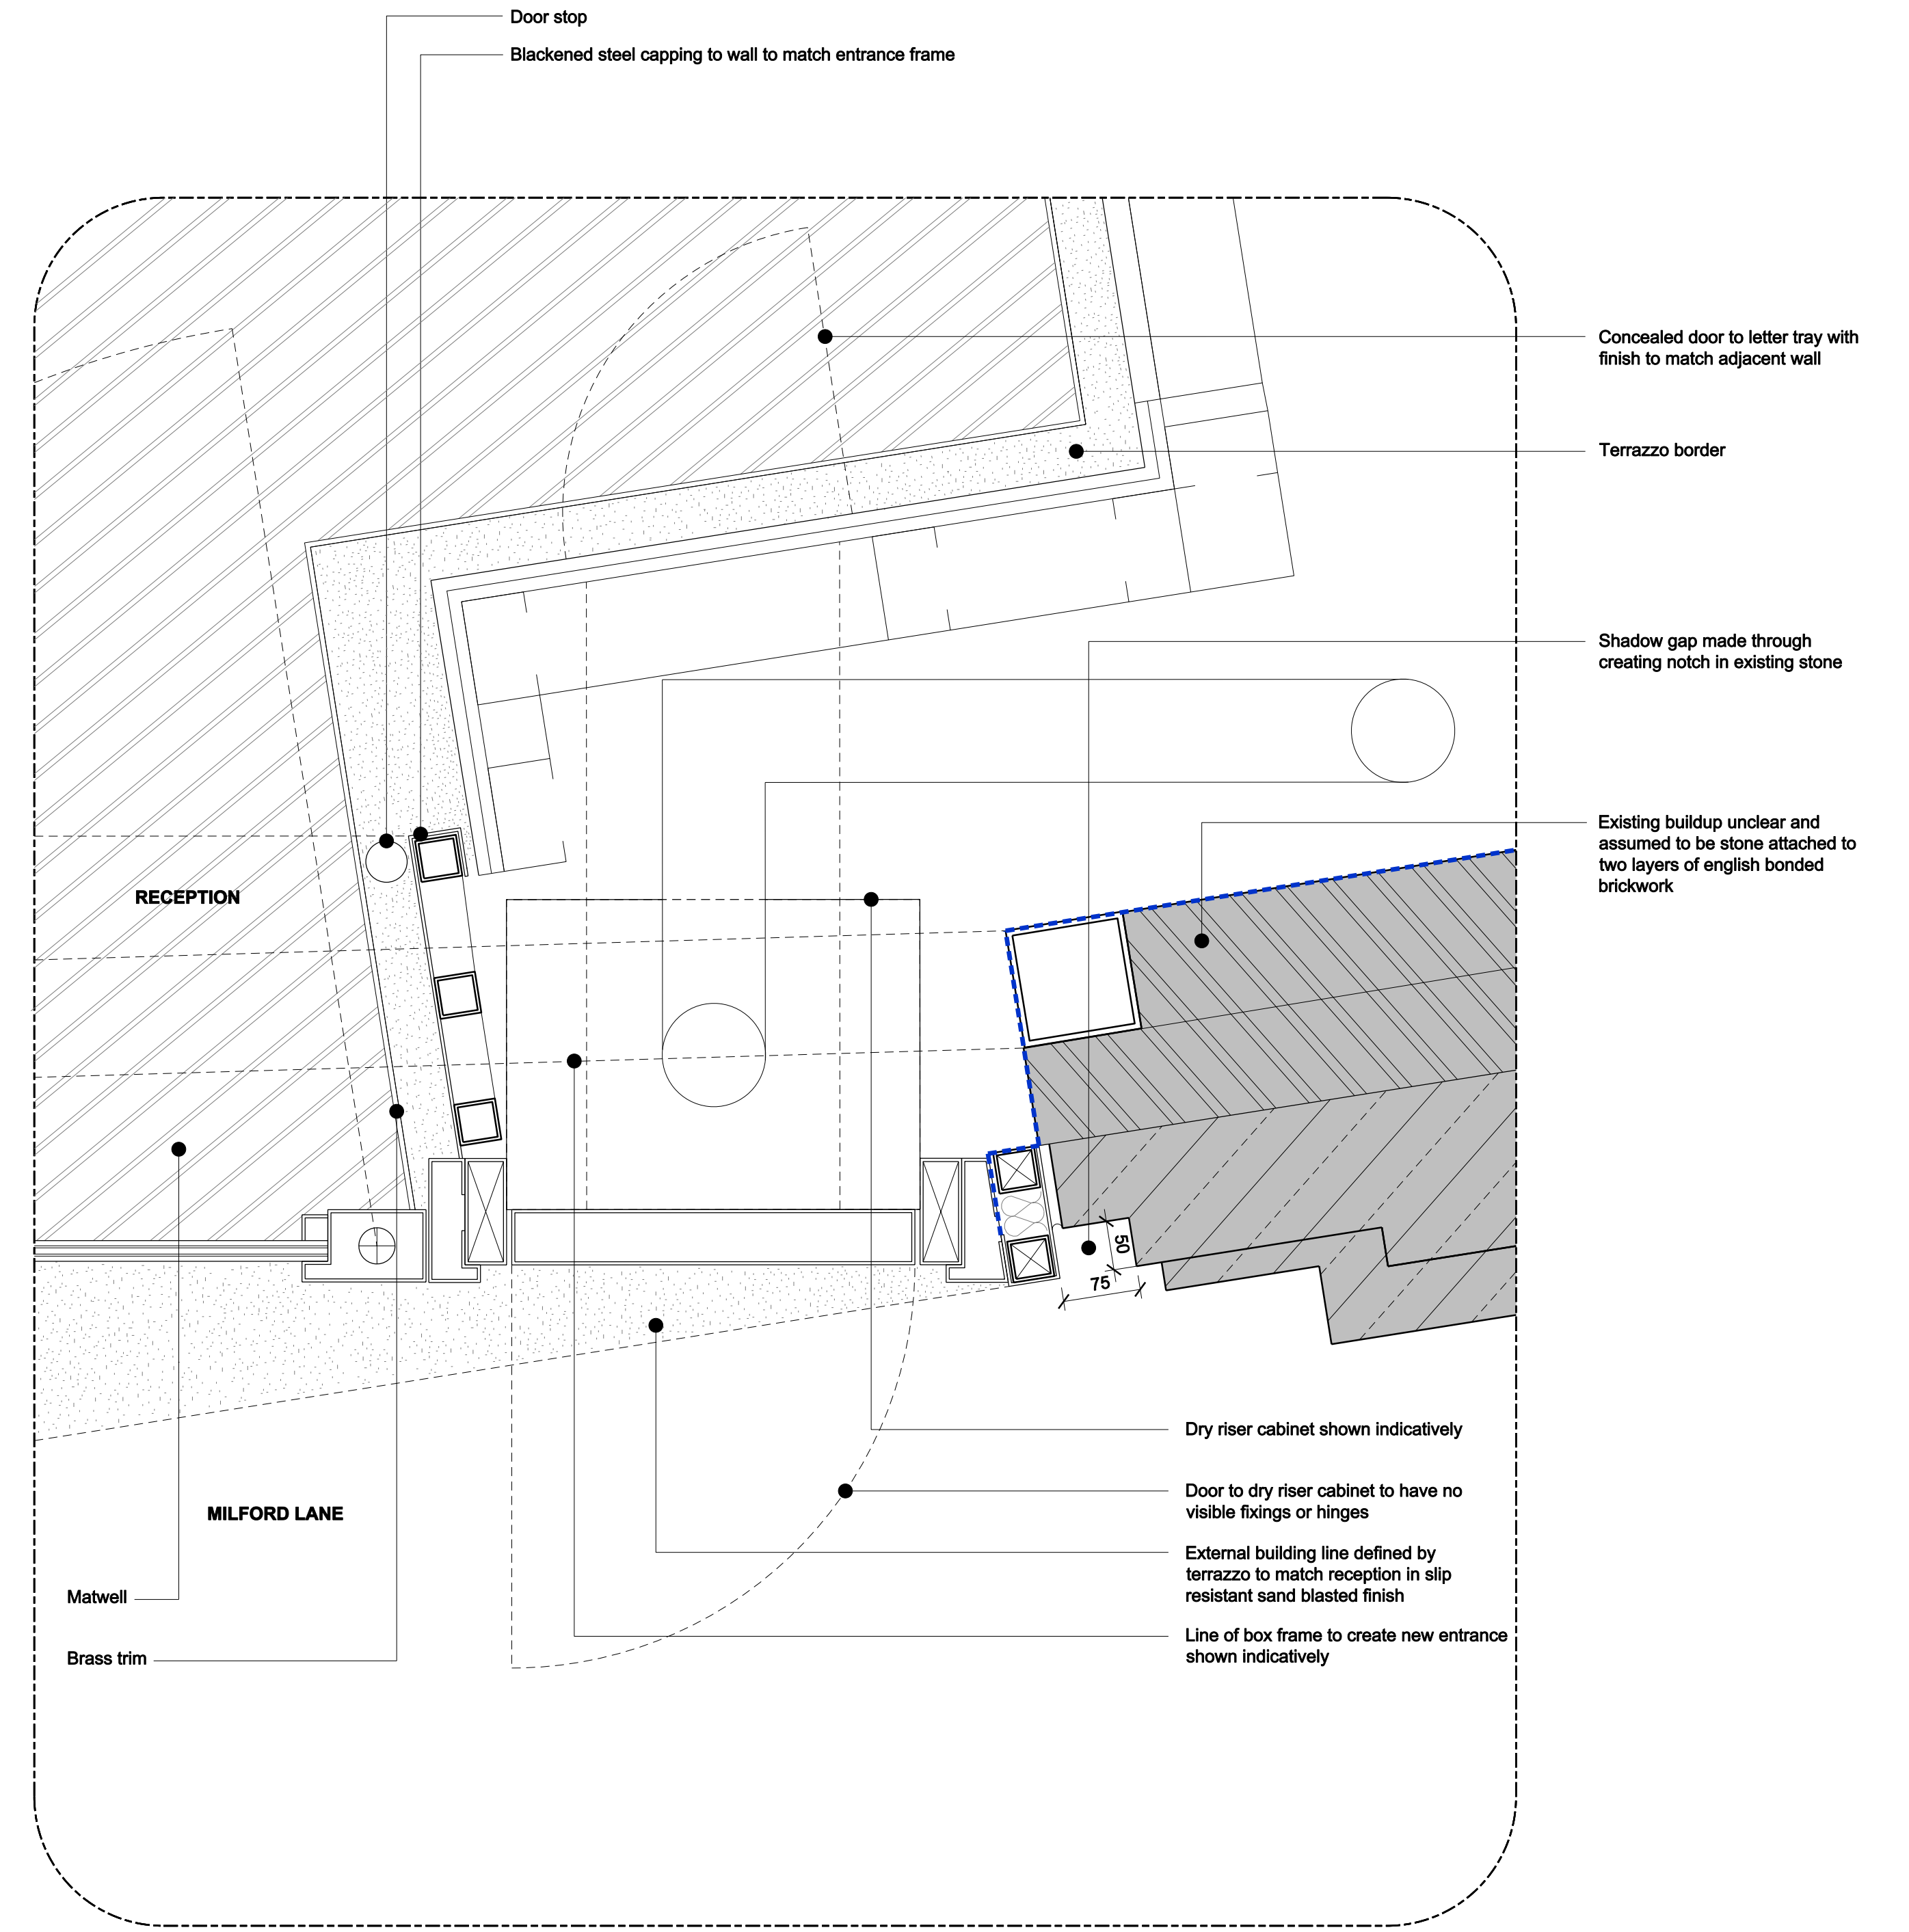 Door stop
Blackened steel capping to wall to match entrance frame
Concealed door to letter tray with
finish to match adjacent wall
Terrazzo border
Shadow gap made through
creating notch in existing stone
Existing buildup unclear and
assumed to be stone attached to
two layers of english bonded
brickwork
RECEPTION
50
75
Dry riser cabinet shown indicatively
Door to dry riser cabinet to have no
visible fixings or hinges
MILFORD LANE
External building line defined by
terrazzo to match reception in slip
resistant sand blasted finish
Matwell
Line of box frame to create new entrance
shown indicatively
Brass trim